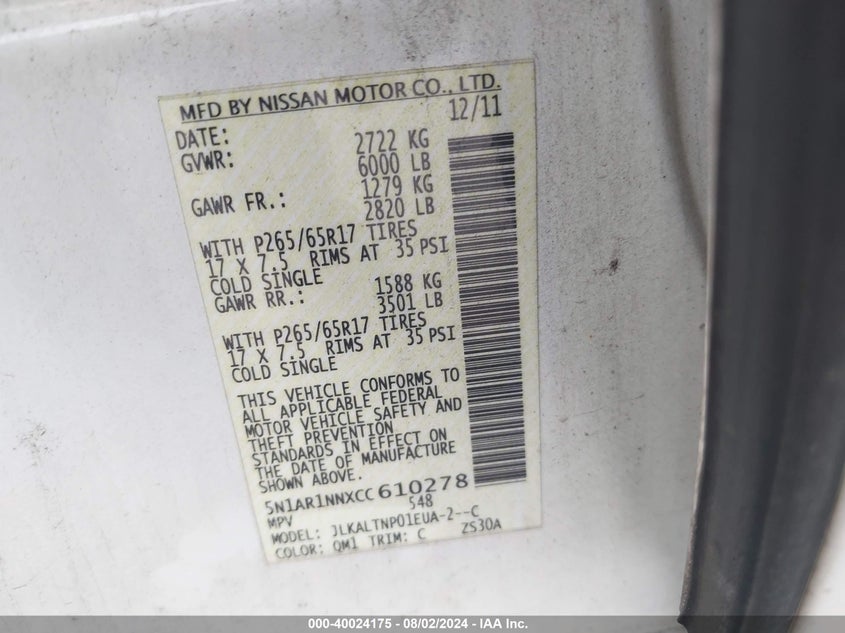 MFD BY NISSAN MOTOR CO., LTD.
DATE: 12/11
GVWR: 2722 KG
6000 LB
GAWR FR.: 1279 KG
2820 LB
WITH P265/65R17 TIRES
17 X 7.5 RIMS AT 35 PSI
COLD SINGLE
GAWR RR.: 1588 KG
3501 LB
WITH P265/65R17 TIRES
17 X 7.5 RIMS AT 35 PSI
COLD SINGLE
THIS VEHICLE CONFORMS TO
ALL APPLICABLE FEDERAL
MOTOR VEHICLE SAFETY AND
THEFT PREVENTION
STANDARDS IN EFFECT ON
THE DATE OF MANUFACTURE
SHOWN ABOVE.
5N1AR1NNXCC610278
MPV 548
MODEL: JLKALTNP01EUA-2--C
COLOR: QM1 TRIM: C ZS30A
000-40024175 - 08/02/2024 - IAA Inc.